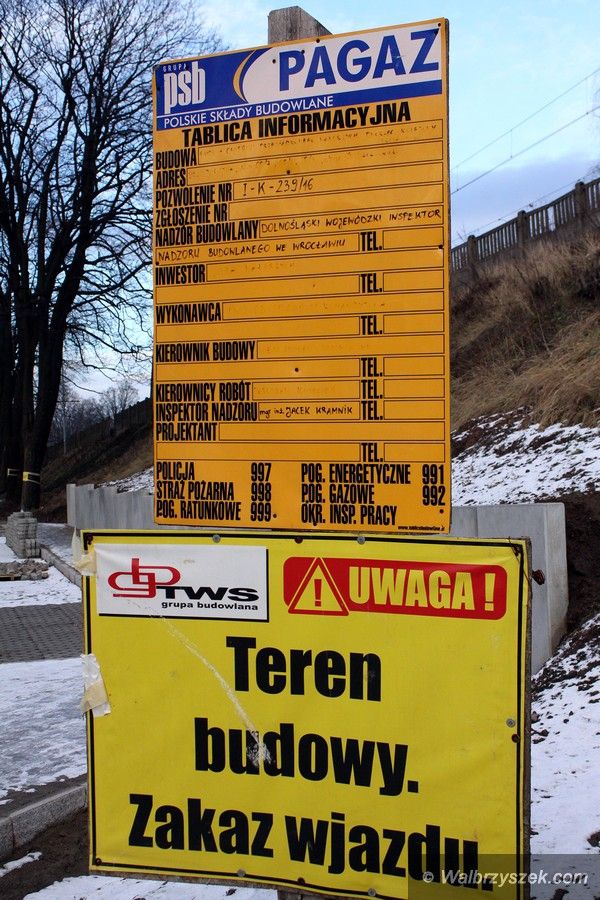 GRUPA
psb PAGAZ
POLSKIE SKŁADY BUDOWLANE
TABLICA INFORMACYJNA
BUDOWA
ADRES
POZWOLENIE NR I-K-239/16
ZGŁOSZENIE NR
NADZÓR BUDOWLANY DOLNOŚLĄSKI WOJEWÓDZKI INSPEKTOR
NADZORU BUDOWLANEGO WE WROCŁAWIU TEL.
INWESTOR
TEL.
WYKONAWCA
TEL.
KIEROWNIK BUDOWY
TEL.
KIEROWNICY ROBÓT TEL.
INSPEKTOR NADZORU mgr inż. JACEK KRAMNIK TEL.
PROJEKTANT
TEL.
POLICJA 997 POG. ENERGETYCZNE 991
STRAŻ POŻARNA 998 POG. GAZOWE 992
POG. RATUNKOWE 999 OKR. INSP. PRACY
TWS
grupa budowlana
UWAGA !
Teren
budowy.
Zakaz wjazdu.
© Walbrzyszek.com